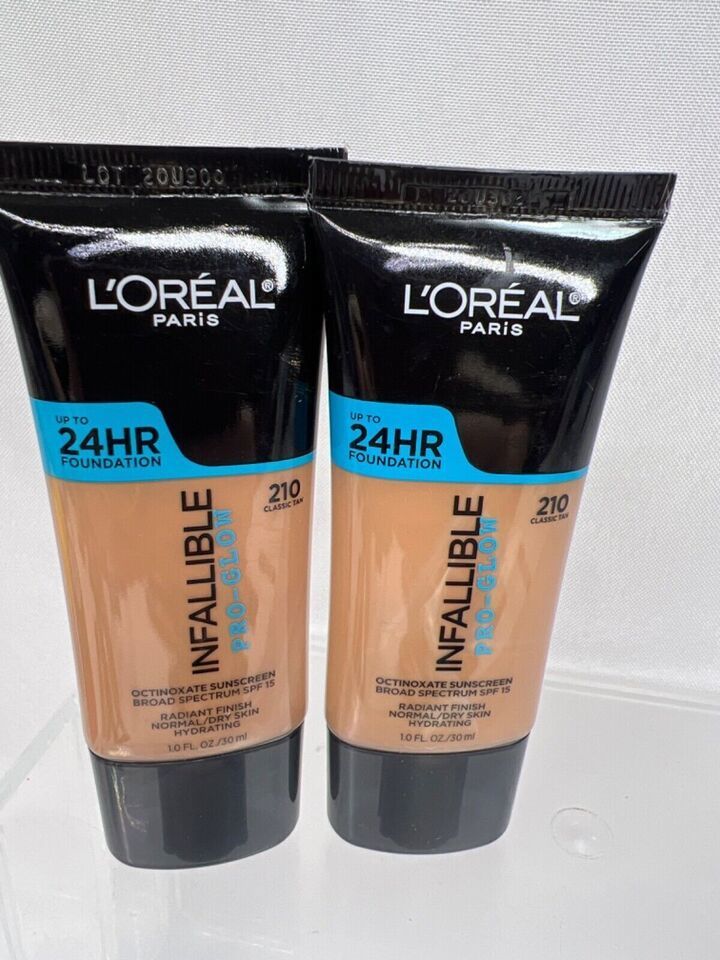 LOT 20U900
L'ORÉAL®
PARiS
UP TO
24HR
FOUNDATION
210
CLASSIC TAN
INFALLIBLE
PRO-GLOW
OCTINOXATE SUNSCREEN
BROAD SPECTRUM SPF 15
RADIANT FINISH
NORMAL/DRY SKIN
HYDRATING
1.0 FL. OZ./30 ml
L'ORÉAL®
PARiS
UP TO
24HR
FOUNDATION
210
CLASSIC TAN
INFALLIBLE
PRO-GLOW
OCTINOXATE SUNSCREEN
BROAD SPECTRUM SPF 15
RADIANT FINISH
NORMAL/DRY SKIN
HYDRATING
1.0 FL. OZ./30 ml